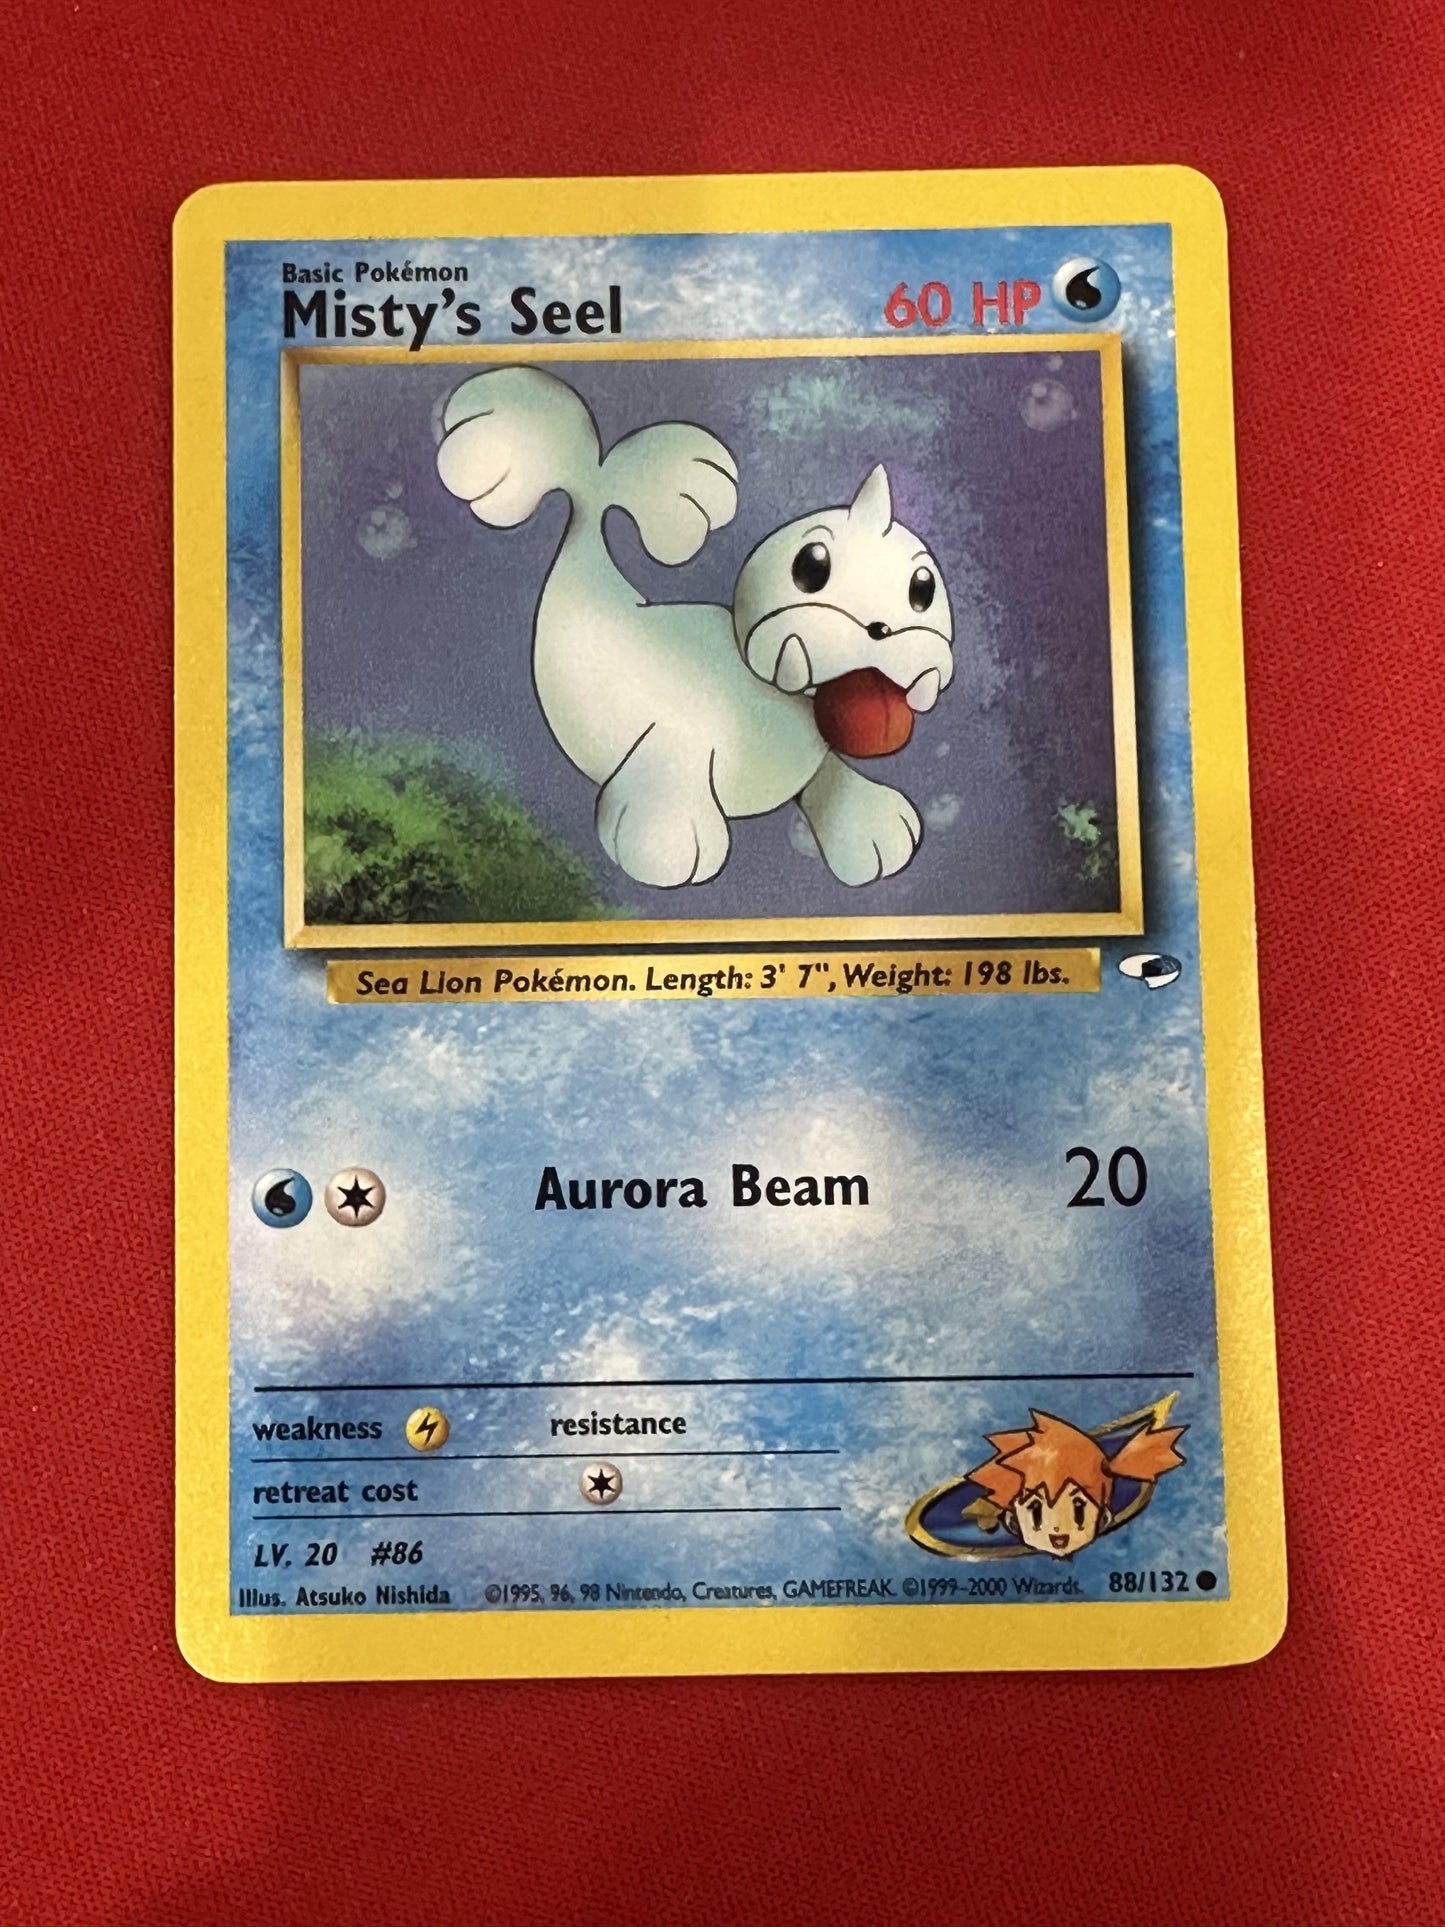 Basic Pokémon
Misty's Seel 60 HP
Sea Lion Pokémon. Length: 3' 7", Weight: 198 lbs.
Aurora Beam 20
weakness resistance
retreat cost
LV. 20 #86
Illus. Atsuko Nishida ©1995, 96, 98 Nintendo, Creatures, GAMEFREAK. ©1999-2000 Wizards. 88/132